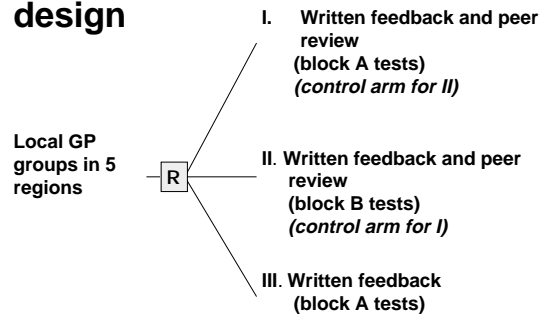 design
Local GP
groups in 5
regions
R
I. Written feedback and peer
review
(block A tests)
(control arm for II)
II. Written feedback and peer
review
(block B tests)
(control arm for I)
III. Written feedback
(block A tests)